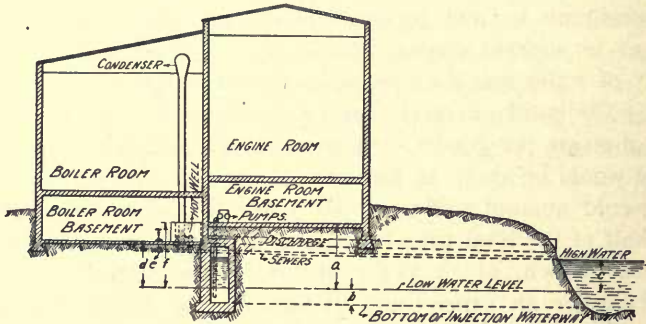 CONDENSER
BOILER ROOM
ENGINE ROOM
HOT WELL
ENGINE ROOM
BASEMENT
BOILER ROOM
BASEMENT
PUMPS.
DISCHARGE
SEWERS
HIGH WATER
d e f
a
c
LOW WATER LEVEL
b
BOTTOM OF INJECTION WATERWAY